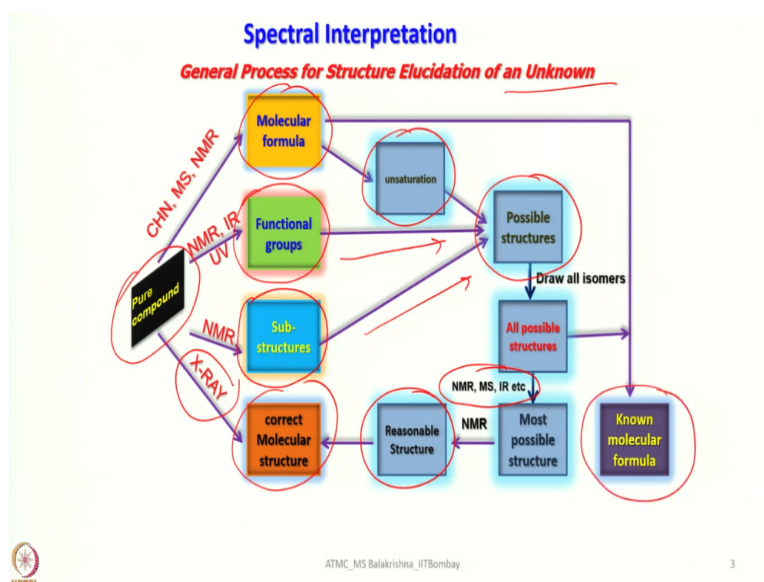 Spectral Interpretation
General Process for Structure Elucidation of an Unknown
CHN, MS, NMR
Molecular
formula
unsaturation
NMR, IR
UV
Functional
groups
Possible
structures
Pure
compound
Draw all isomers
NMR
Sub-
structures
All possible
structures
X-RAY
NMR, MS, IR etc
correct
Molecular
structure
Reasonable
Structure
NMR
Most
possible
structure
Known
molecular
formula
ATMC_MS Balakrishna_IITBombay
3